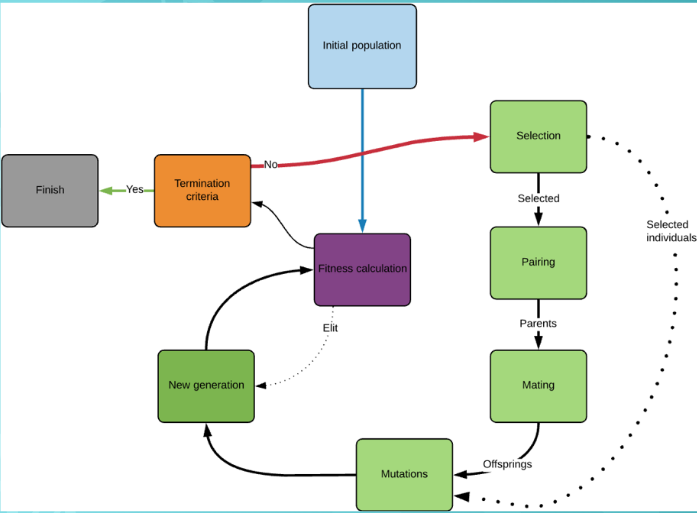 Initial population
Selection
No
Finish
Yes
Termination
criteria
Selected
Selected
individuals
Pairing
Fitness calculation
Parents
Elit
New generation
Mating
Offsprings
Mutations